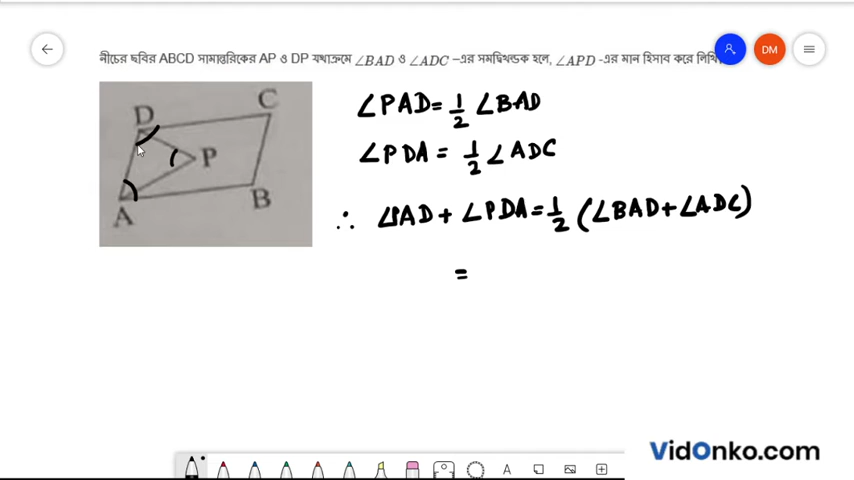 নীচের ছবির ABCD সামান্তরিকের AP ও DP যথাক্রমে ∠BAD ও ∠ADC –এর সমদ্বিখন্ডক হলে, ∠APD -এর মান হিসাব করে লিখি।
DM
D C
P
A B
∠PAD = 1/2 ∠BAD
∠PDA = 1/2 ∠ADC
∴ ∠PAD + ∠PDA = 1/2 (∠BAD + ∠ADC)
=
A
VidOnko.com